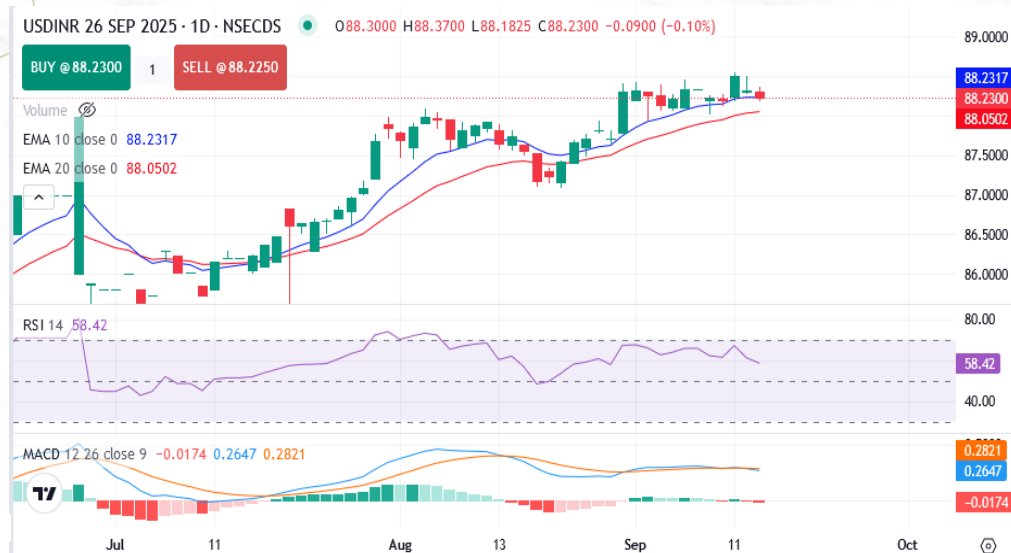 USDINR 26 SEP 2025 · 1D · NSECDS O88.3000 H88.3700 L88.1825 C88.2300 -0.0900 (-0.10%)
BUY @88.2300 1 SELL @88.2250
Volume
EMA 10 close 0 88.2317
EMA 20 close 0 88.0502
89.0000
88.2317
88.2300
88.0502
87.5000
87.0000
86.5000
86.0000
RSI 14 58.42
80.00
58.42
40.00
MACD 12 26 close 9 −0.0174 0.2647 0.2821
0.2821
0.2647
−0.0174
Jul 11 Aug 13 Sep 11 Oct